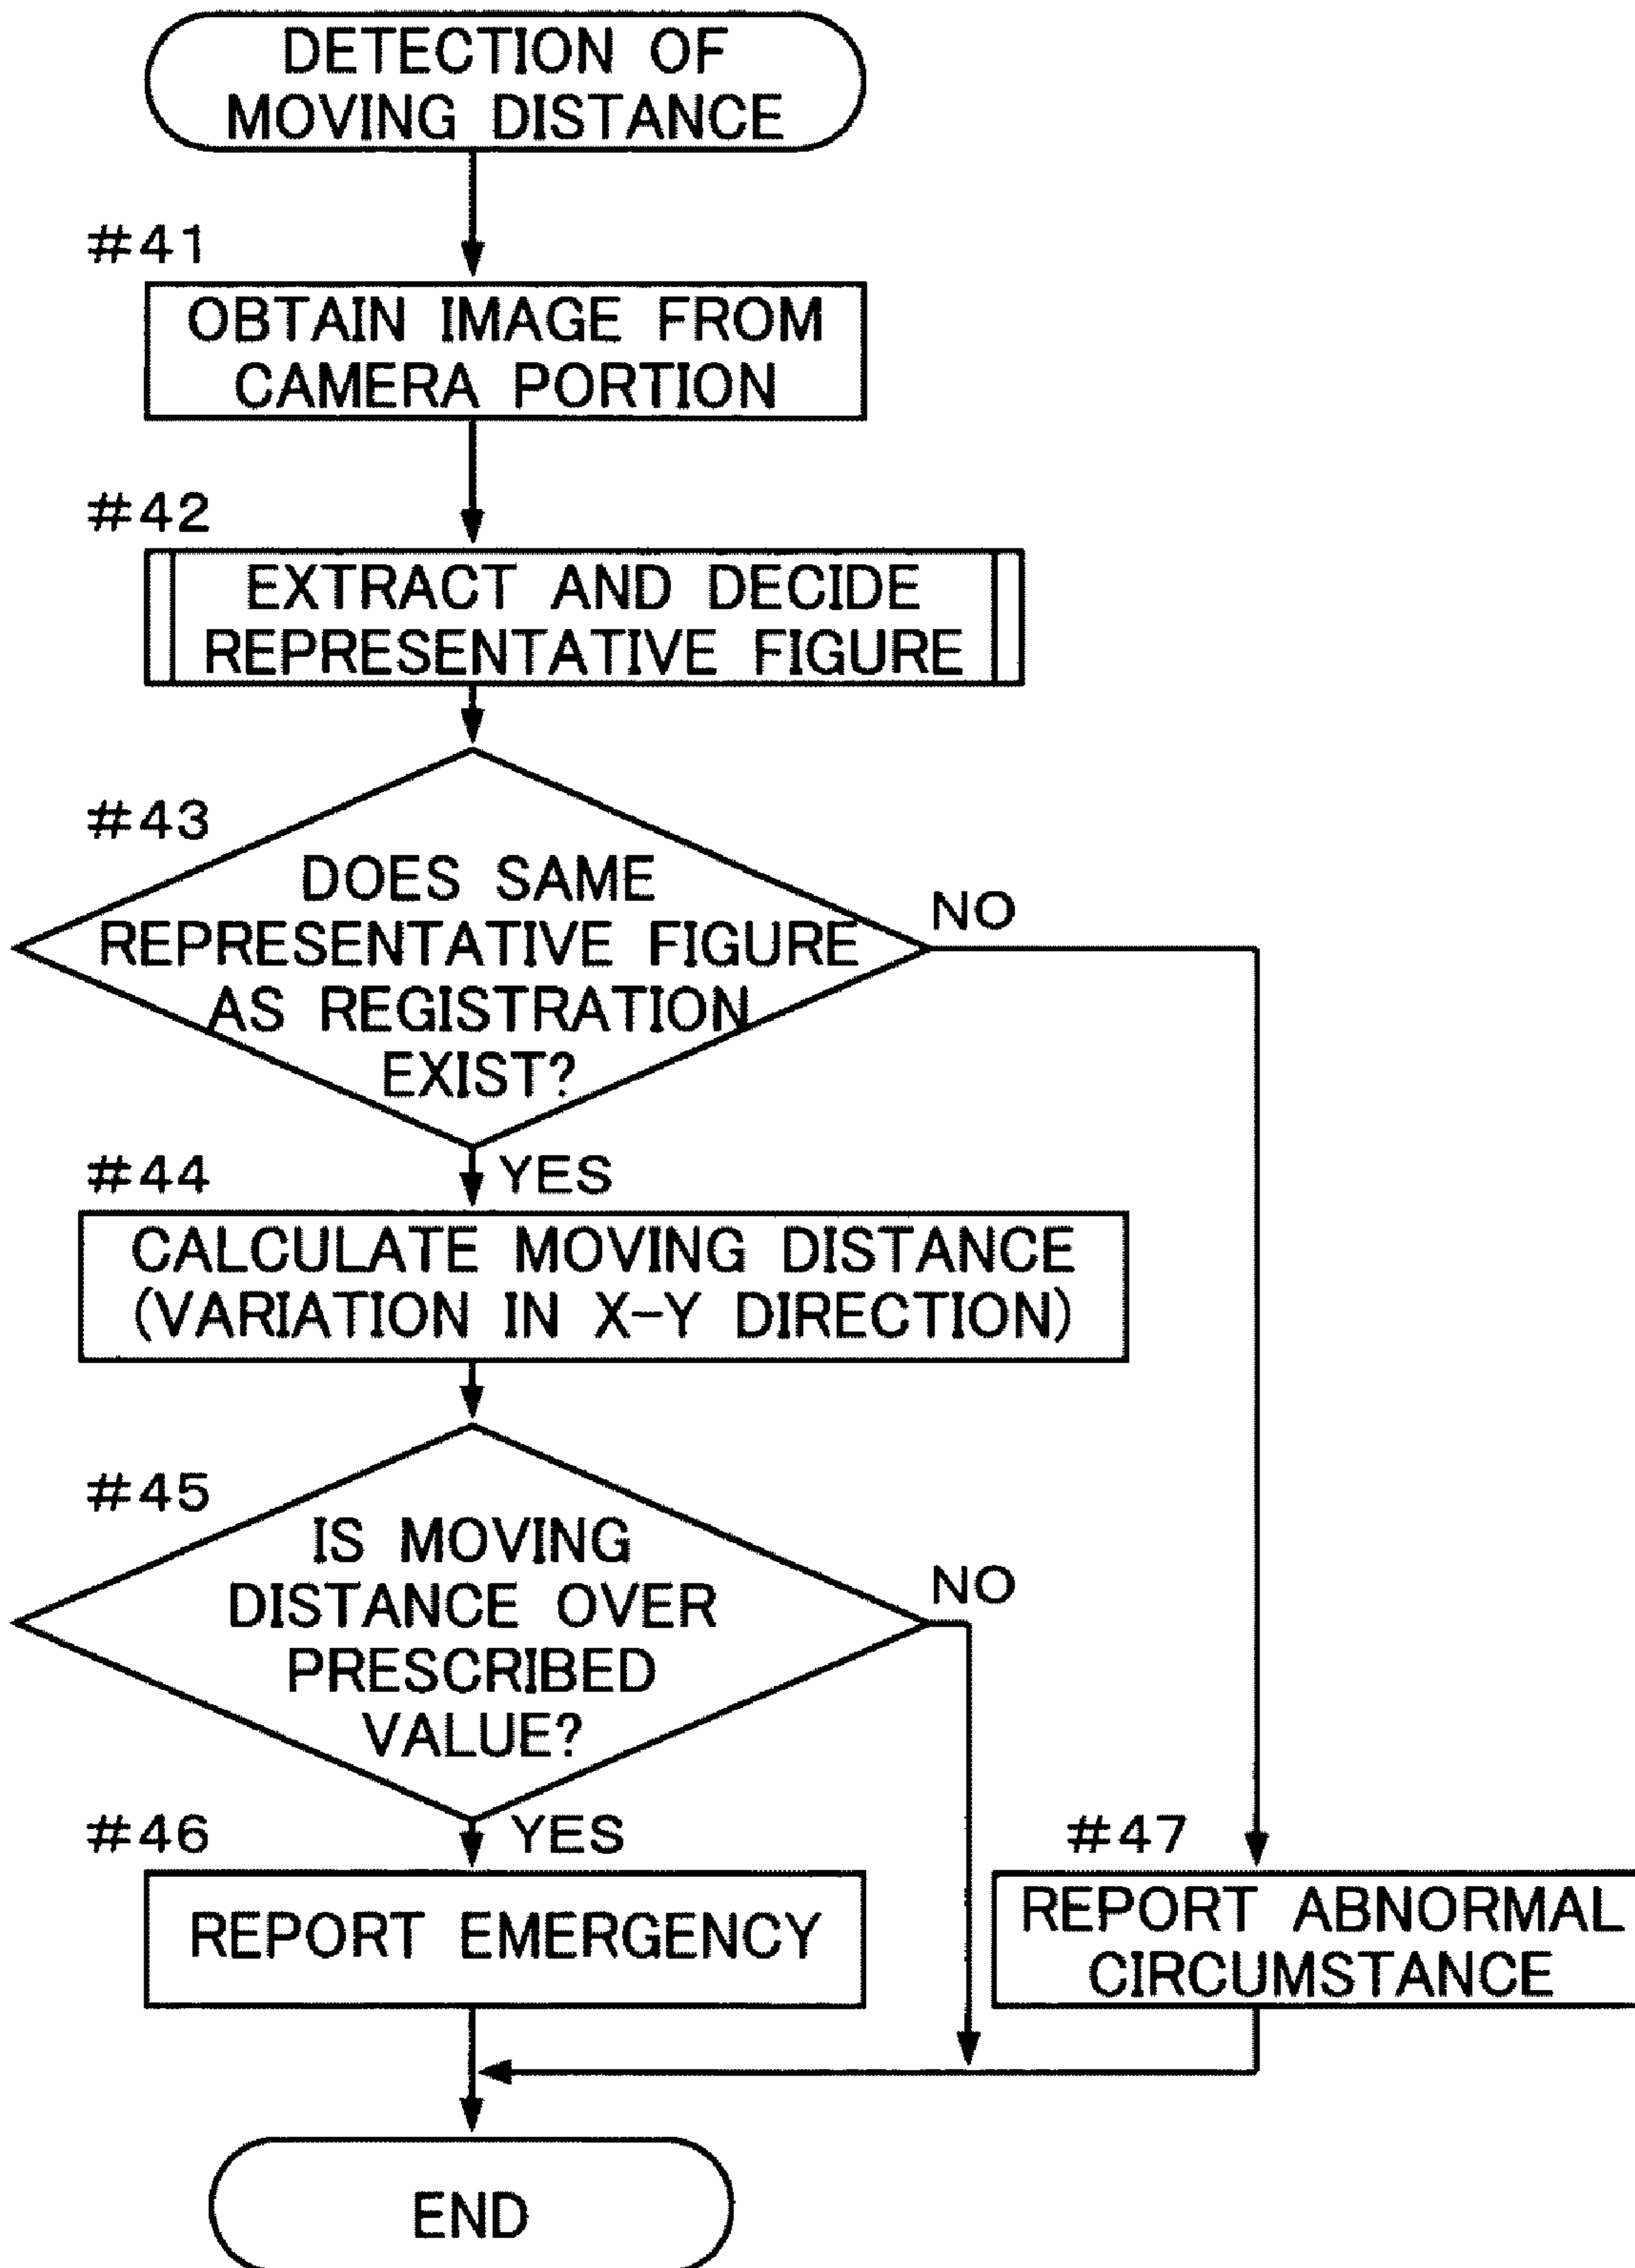 DETECTION OF
MOVING DISTANCE
#41
OBTAIN IMAGE FROM
CAMERA PORTION
#42
EXTRACT AND DECIDE
REPRESENTATIVE FIGURE
#43
DOES SAME
REPRESENTATIVE FIGURE
AS REGISTRATION
EXIST?
NO
#44
YES
CALCULATE MOVING DISTANCE
(VARIATION IN X-Y DIRECTION)
#45
IS MOVING
DISTANCE OVER
PRESCRIBED
VALUE?
NO
#46
YES
#47
REPORT EMERGENCY
REPORT ABNORMAL
CIRCUMSTANCE
END